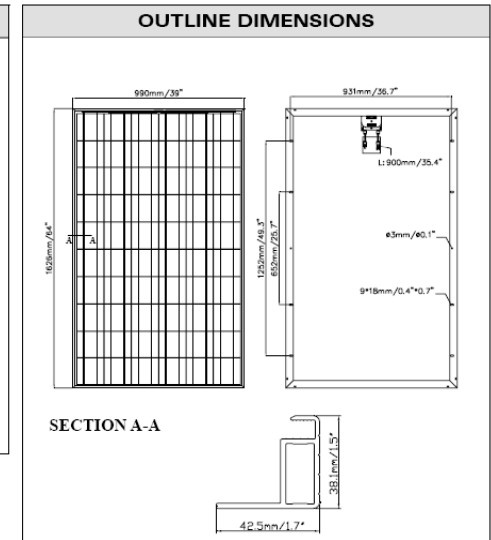 OUTLINE DIMENSIONS
990mm/39"
931mm/36.7"
L:900mm/35.4"
1626mm/64"
A A
1252mm/49.3"
652mm/25.7"
ø3mm/ø0.1"
9*18mm/0.4"*0.7"
SECTION A-A
38.1mm/1.5"
42.5mm/1.7"